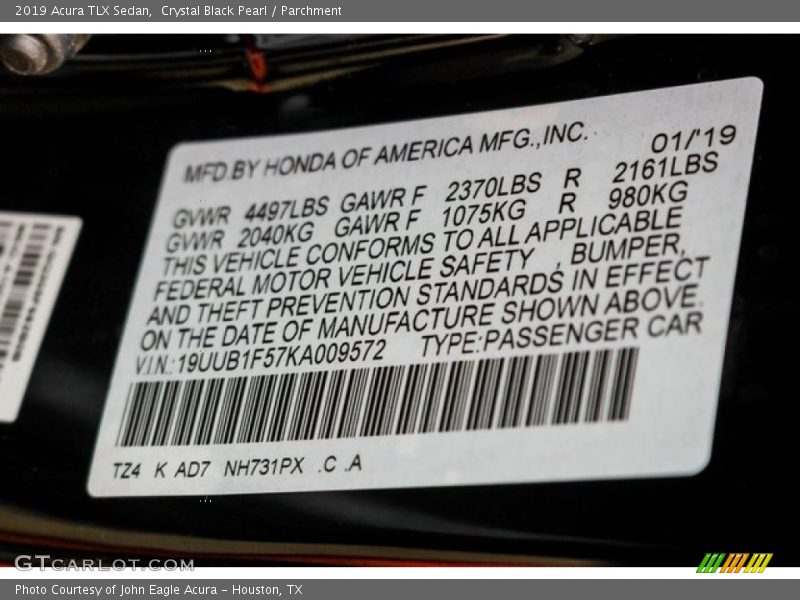 2019 Acura TLX Sedan, Crystal Black Pearl / Parchment
MFD.BY HONDA OF AMERICA MFG.,INC. 01/'19
GVWR 4497LBS GAWR F 2370LBS R 2161LBS
GVWR 2040KG GAWR F 1075KG R 980KG
THIS VEHICLE CONFORMS TO ALL APPLICABLE
FEDERAL MOTOR VEHICLE SAFETY , BUMPER,
AND THEFT PREVENTION STANDARDS IN EFFECT
ON THE DATE OF MANUFACTURE SHOWN ABOVE.
V.I.N.:19UUB1F57KA009572 TYPE:PASSENGER CAR
TZ4 K AD7 NH731PX .C .A
GTCARLOT.COM
Photo Courtesy of John Eagle Acura - Houston, TX